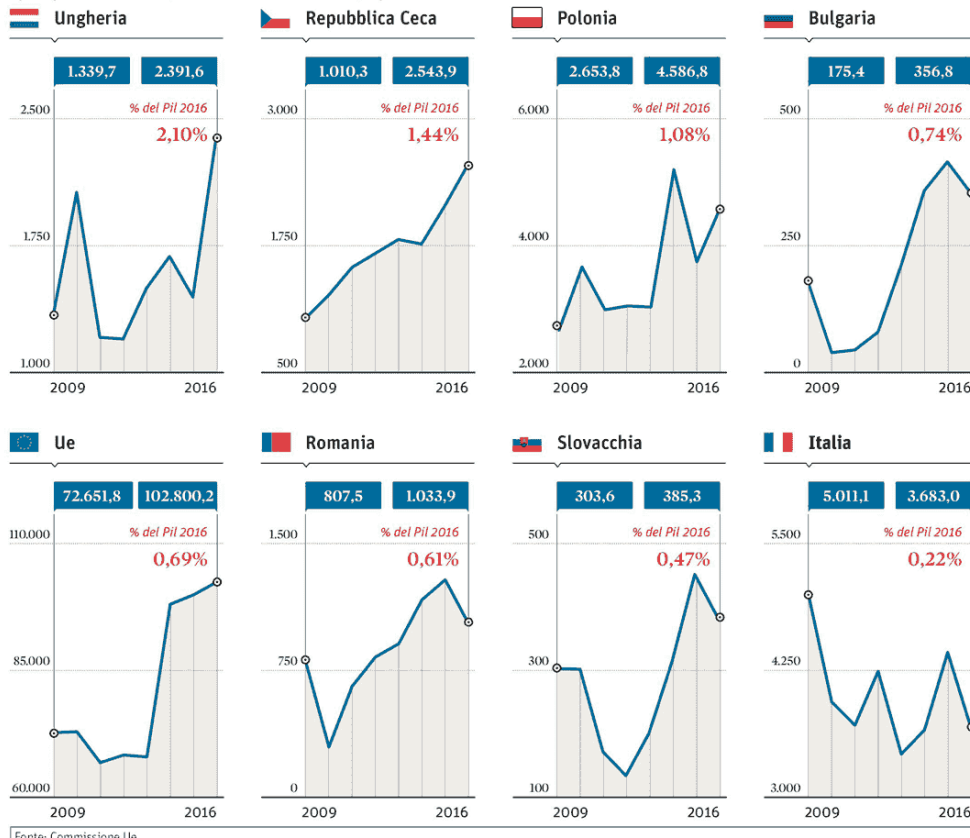 Ungheria
1.339,7 2.391,6
% del Pil 2016
2,10%
2.500
1.750
1.000
2009 2016
Repubblica Ceca
1.010,3 2.543,9
% del Pil 2016
1,44%
3.000
1.750
500
2009 2016
Polonia
2.653,8 4.586,8
% del Pil 2016
1,08%
6.000
4.000
2.000
2009 2016
Bulgaria
175,4 356,8
% del Pil 2016
0,74%
500
250
0
2009 2016
Ue
72.651,8 102.800,2
% del Pil 2016
0,69%
110.000
85.000
60.000
2009 2016
Romania
807,5 1.033,9
% del Pil 2016
0,61%
1.500
750
0
2009 2016
Slovacchia
303,6 385,3
% del Pil 2016
0,47%
500
300
100
2009 2016
Italia
5.011,1 3.683,0
% del Pil 2016
0,22%
5.500
4.250
3.000
2009 2016
Fonte: Commissione Ue